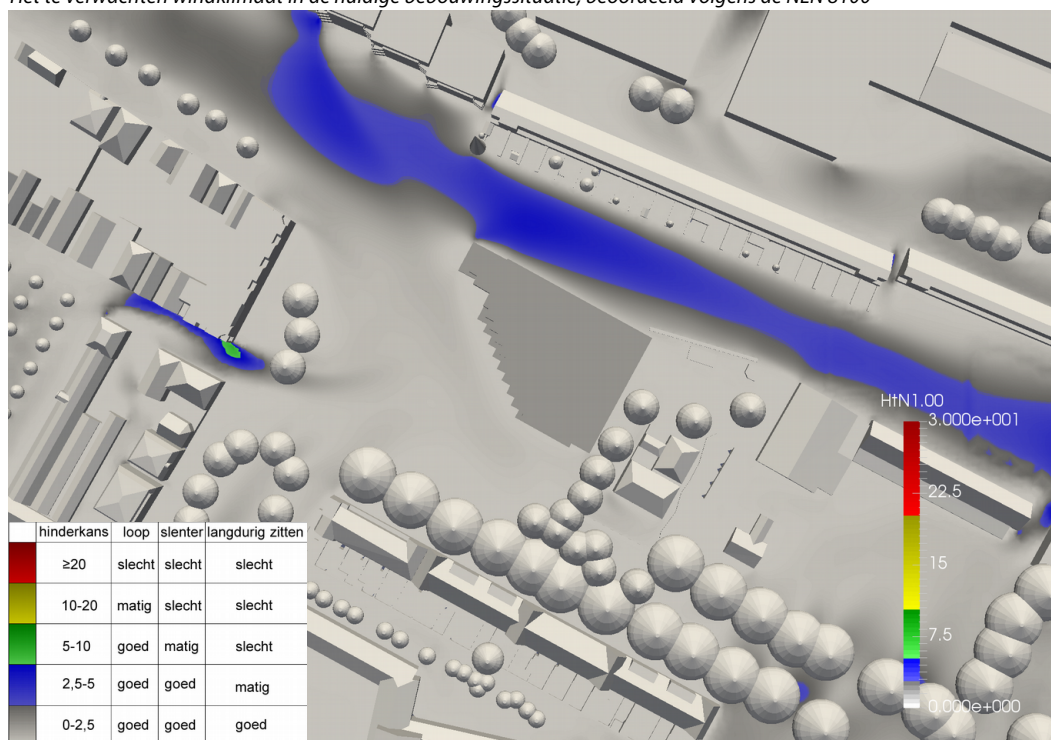 Het te verwachten windklimaat in de huidige bebouwingssituatie, beoordeeld volgens de NEN 8100
HtN1.00
3.000e+001
22.5
15
7.5
0.000e+000
hinderkans loop slenter langdurig zitten
≥20 slecht slecht slecht
10-20 matig slecht slecht
5-10 goed matig slecht
2,5-5 goed goed matig
0-2,5 goed goed goed